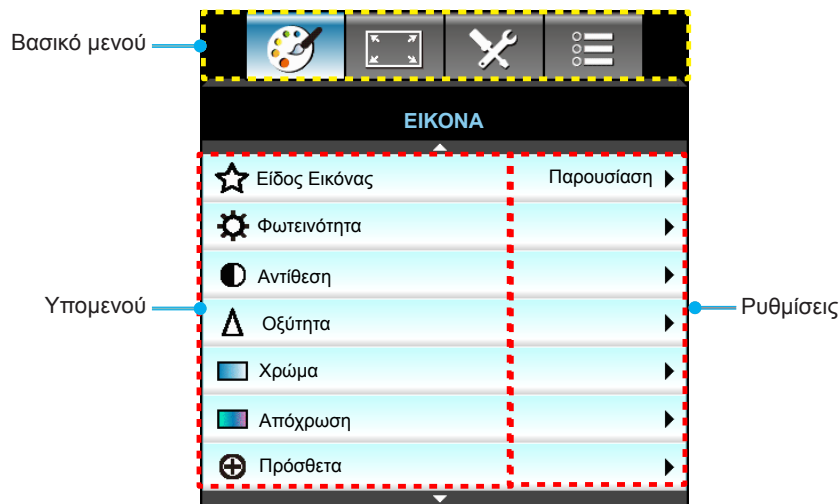 Βασικό μενού
ΕΙΚΟΝΑ
Είδος Εικόνας Παρουσίαση
Φωτεινότητα
Αντίθεση
Υπομενού
Ρυθμίσεις
Οξύτητα
Χρώμα
Απόχρωση
Πρόσθετα